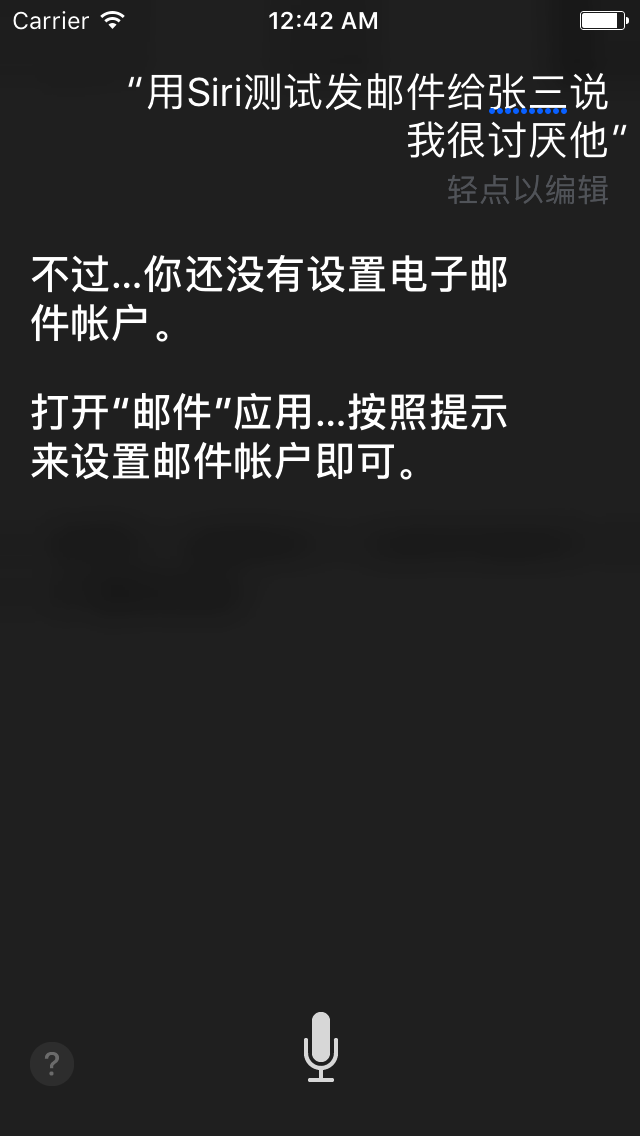 Carrier 12:42 AM
“用Siri测试发邮件给张三说
我很讨厌他”
轻点以编辑
不过...你还没有设置电子邮
件帐户。
打开“邮件”应用...按照提示
来设置邮件帐户即可。
?